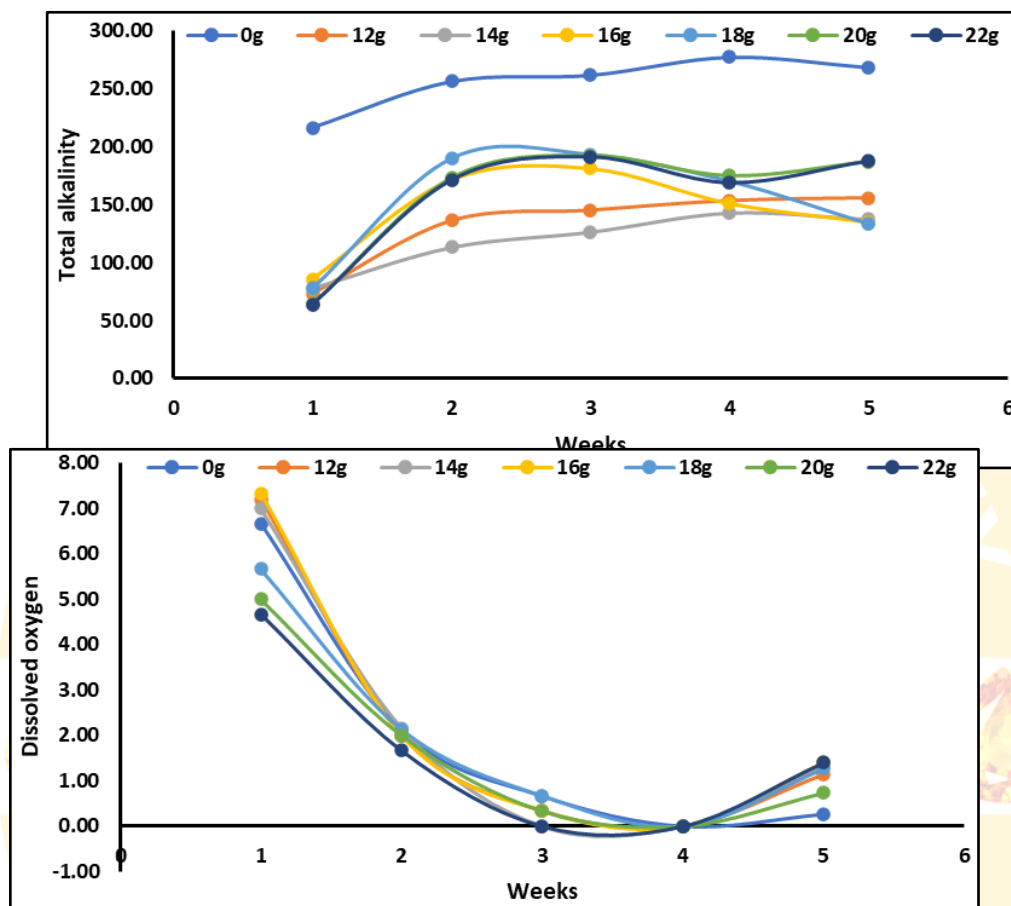 300.00
0g 12g 14g 16g 18g 20g 22g
250.00
200.00
150.00
100.00
50.00
0.00
Total alkalinity
0 1 2 3 4 5 6
Weeks
8.00
0g 12g 14g 16g 18g 20g 22g
7.00
6.00
5.00
4.00
3.00
2.00
1.00
0.00
-1.00
Dissolved oxygen
0 1 2 3 4 5 6
Weeks